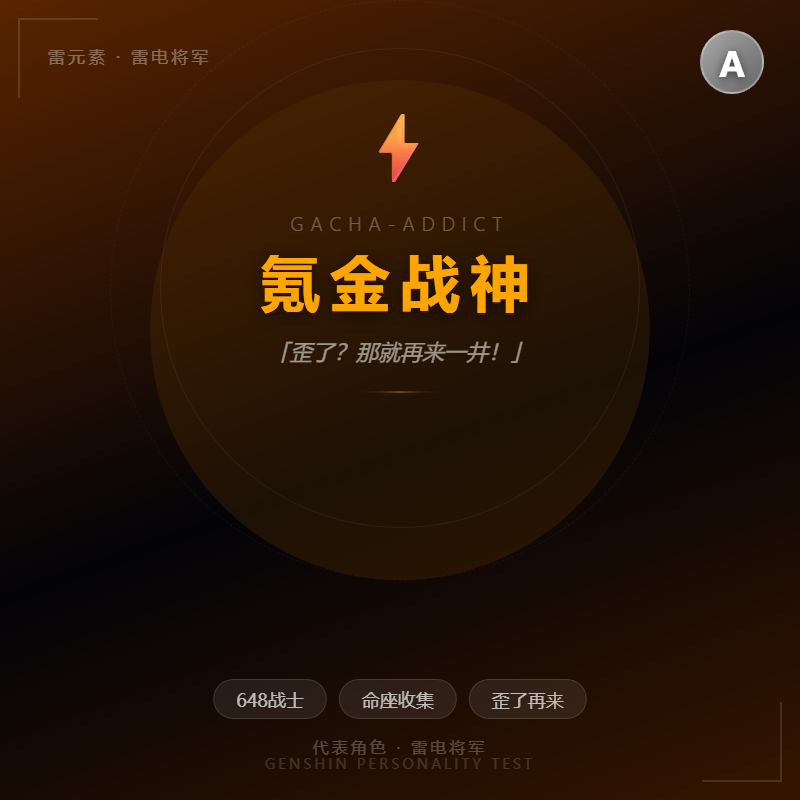 雷元素 · 雷电将军
A
GACHA-ADDICT
氪金战神
「歪了？那就再来一井！」
648战士 命座收集 歪了再来
代表角色 · 雷电将军
GENSHIN PERSONALITY TEST